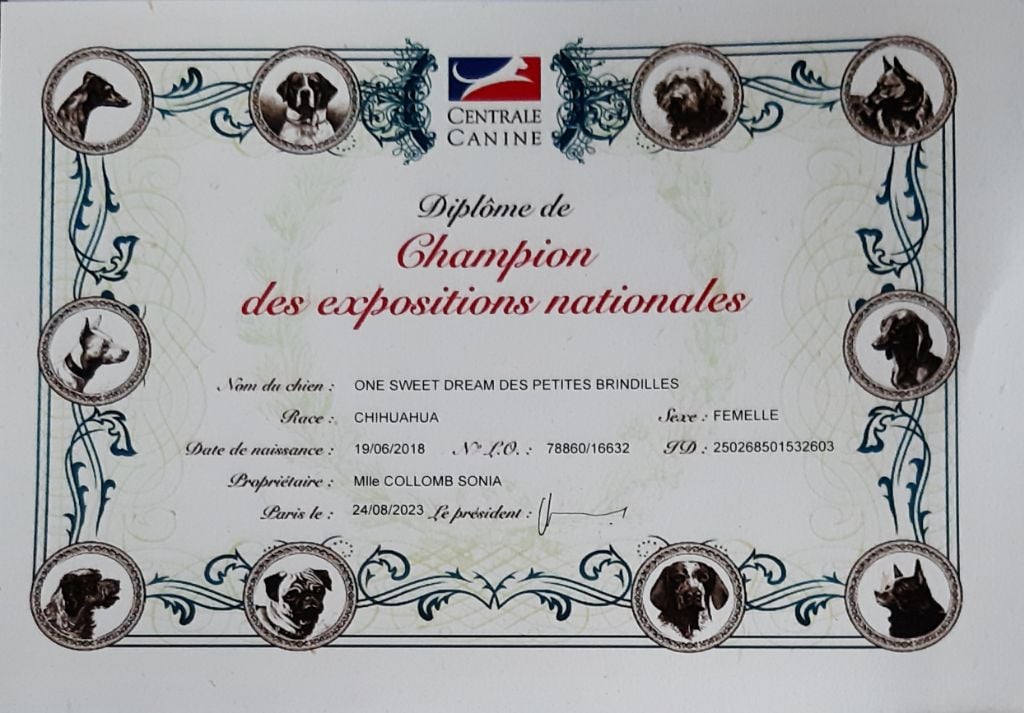 CENTRALE
CANINE
Diplôme de
Champion
des expositions nationales
Nom du chien : ONE SWEET DREAM DES PETITES BRINDILLES
Race : CHIHUAHUA Sexe : FEMELLE
Date de naissance : 19/06/2018 N° L.O. : 78860/16632 ID : 250268501532603
Propriétaire : Mlle COLLOMB SONIA
Paris le : 24/08/2023 Le président :